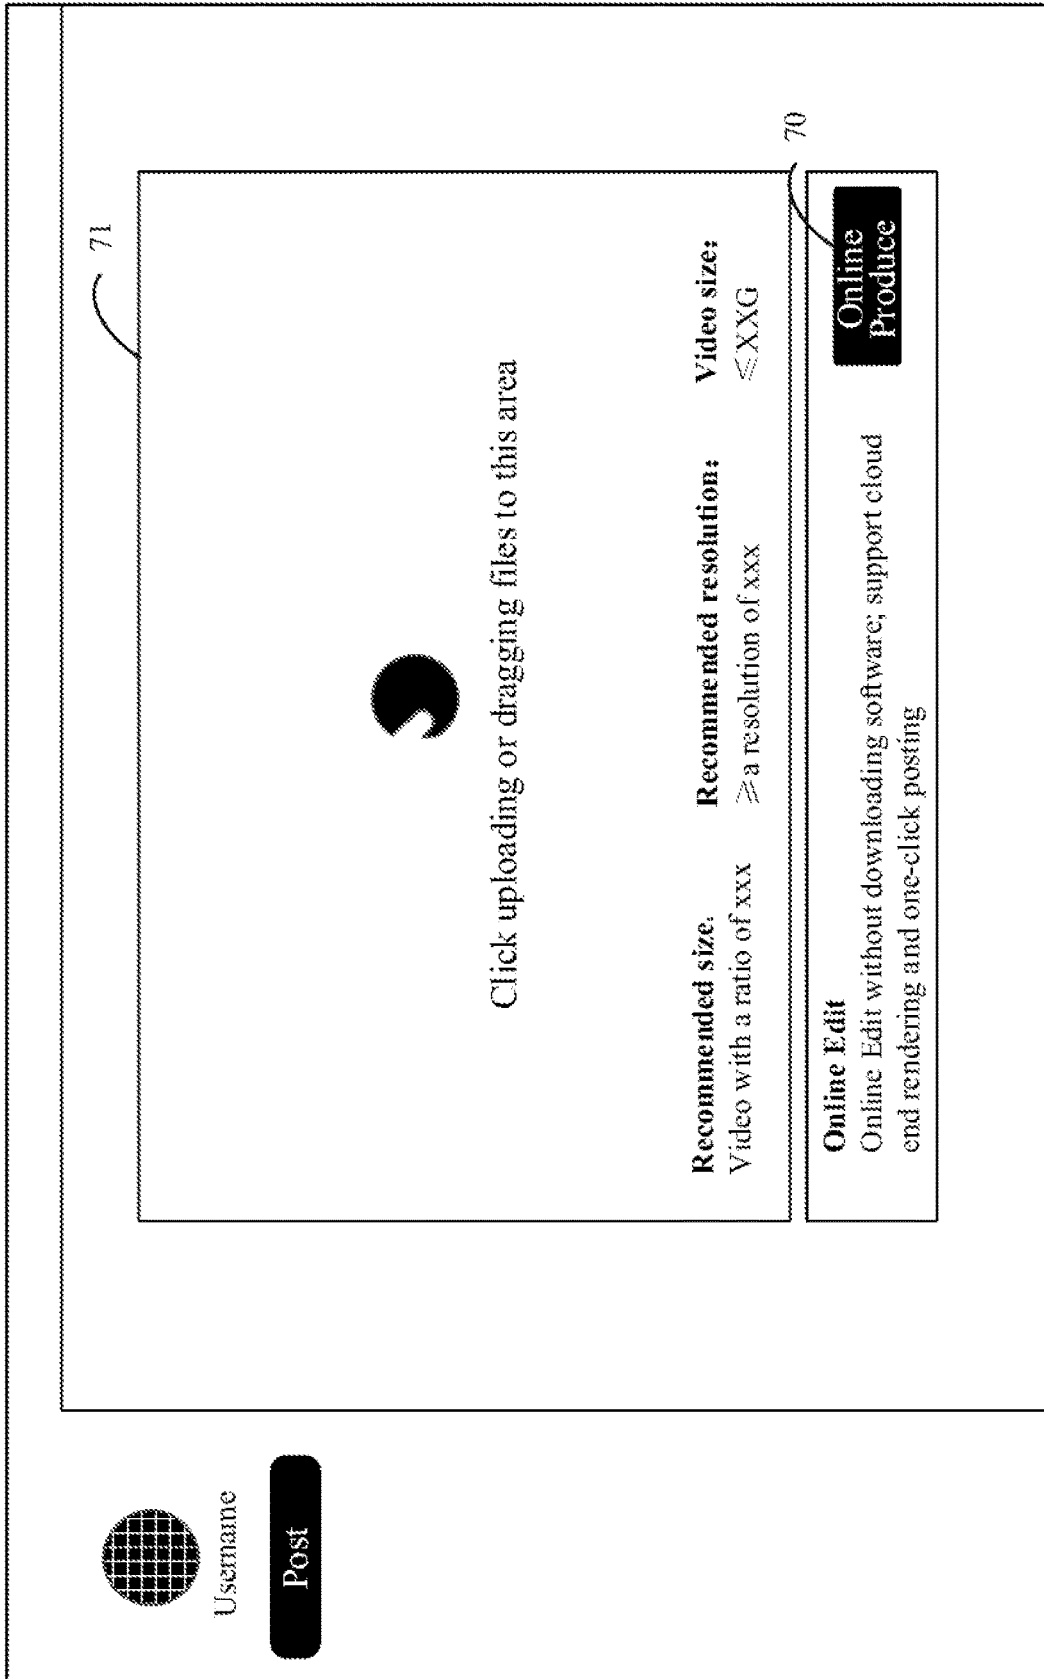 Username
Post
71
Click uploading or dragging files to this area
Recommended size.
Video with a ratio of xxx
Recommended resolution:
⩾a resolution of xxx
Video size:
⩽XXG
70
Online Edit
Online Edit without downloading software; support cloud
end rendering and one-click posting
Online
Produce